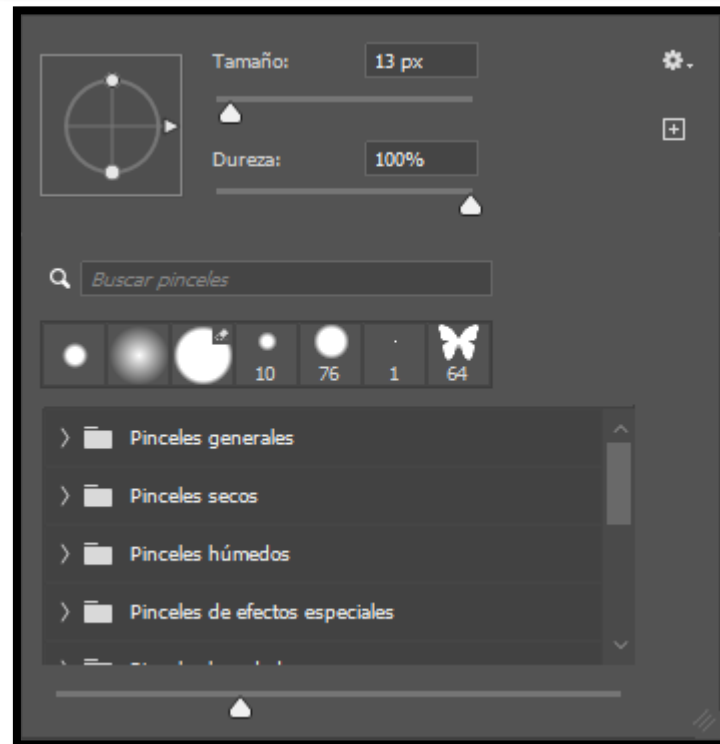 Tamaño: 13 px
Dureza: 100%
Buscar pinceles
10 76 1 64
Pinceles generales
Pinceles secos
Pinceles húmedos
Pinceles de efectos especiales